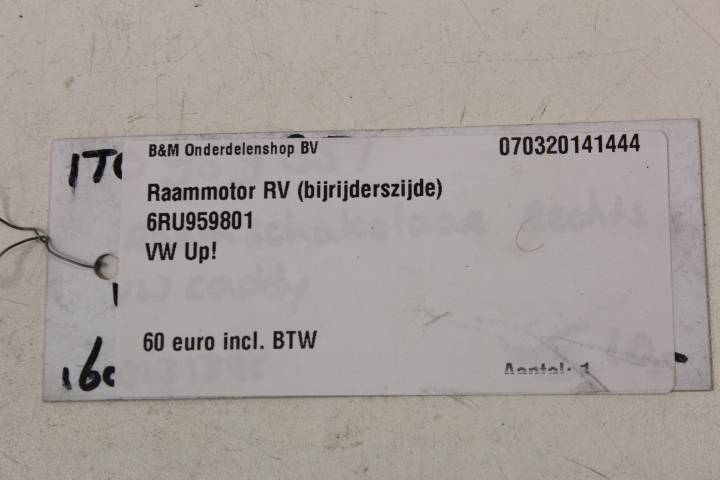 B&M Onderdelenshop BV 070320141444
Raammotor RV (bijrijderszijde)
6RU959801
VW Up!
60 euro incl. BTW
Aantal: 1